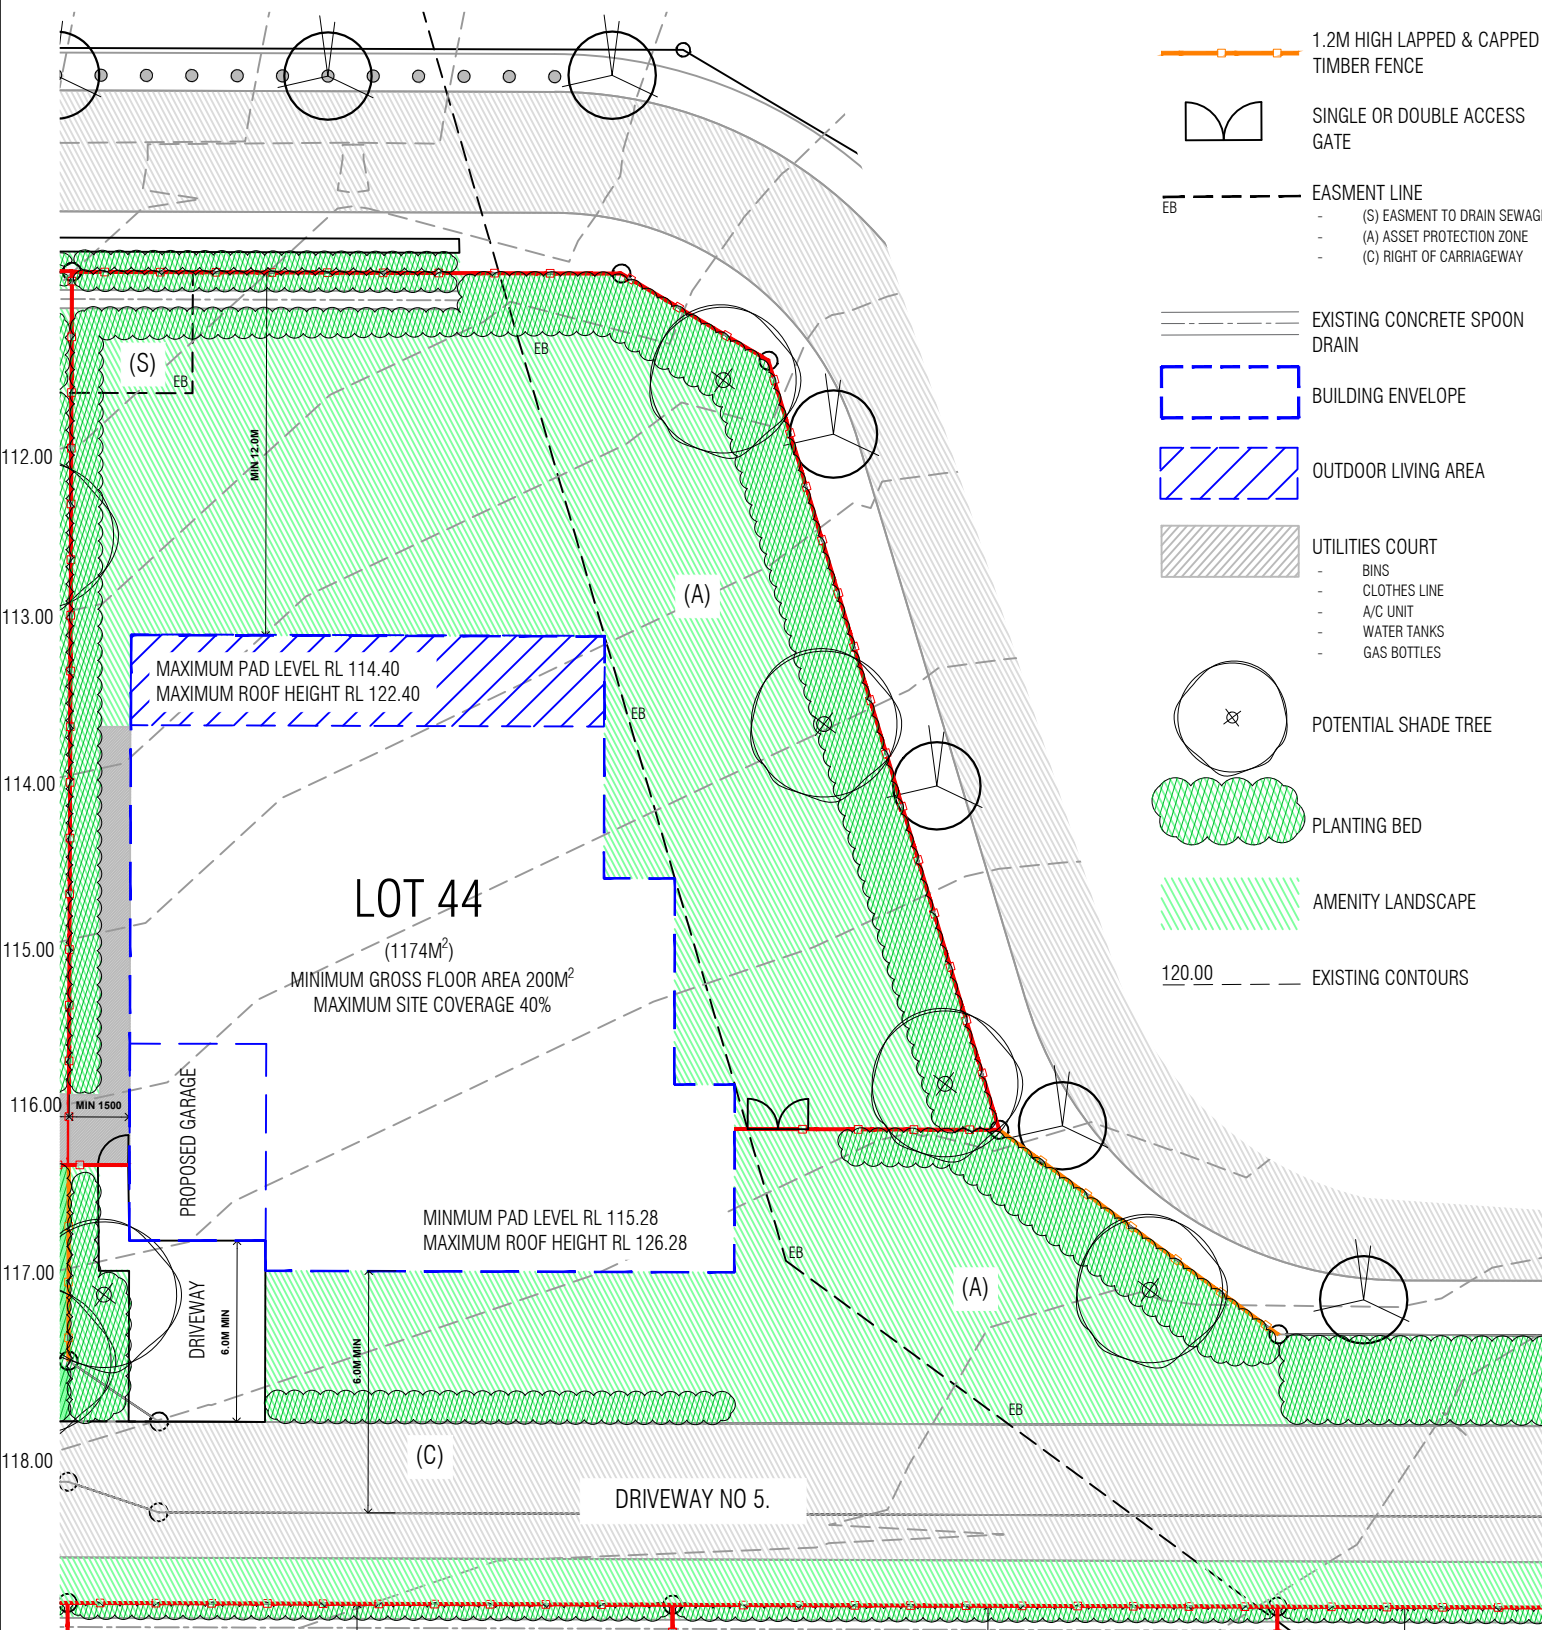 1.2M HIGH LAPPED & CAPPED
TIMBER FENCE
SINGLE OR DOUBLE ACCESS
GATE
EASMENT LINE
EB
- (S) EASMENT TO DRAIN SEWAGE
- (A) ASSET PROTECTION ZONE
- (C) RIGHT OF CARRIAGEWAY
EXISTING CONCRETE SPOON
DRAIN
BUILDING ENVELOPE
OUTDOOR LIVING AREA
UTILITIES COURT
- BINS
- CLOTHES LINE
- A/C UNIT
- WATER TANKS
- GAS BOTTLES
POTENTIAL SHADE TREE
PLANTING BED
AMENITY LANDSCAPE
120.00
EXISTING CONTOURS
(S)
EB
EB
MIN 12.0M
112.00
(A)
113.00
MAXIMUM PAD LEVEL RL 114.40
MAXIMUM ROOF HEIGHT RL 122.40
EB
114.00
LOT 44
(1174M²)
MINIMUM GROSS FLOOR AREA 200M²
MAXIMUM SITE COVERAGE 40%
115.00
116.00
MIN 1500
PROPOSED GARAGE
MINMUM PAD LEVEL RL 115.28
MAXIMUM ROOF HEIGHT RL 126.28
EB
117.00
(A)
DRIVEWAY
6.0M MIN
6.0M MIN
EB
118.00
(C)
DRIVEWAY NO 5.